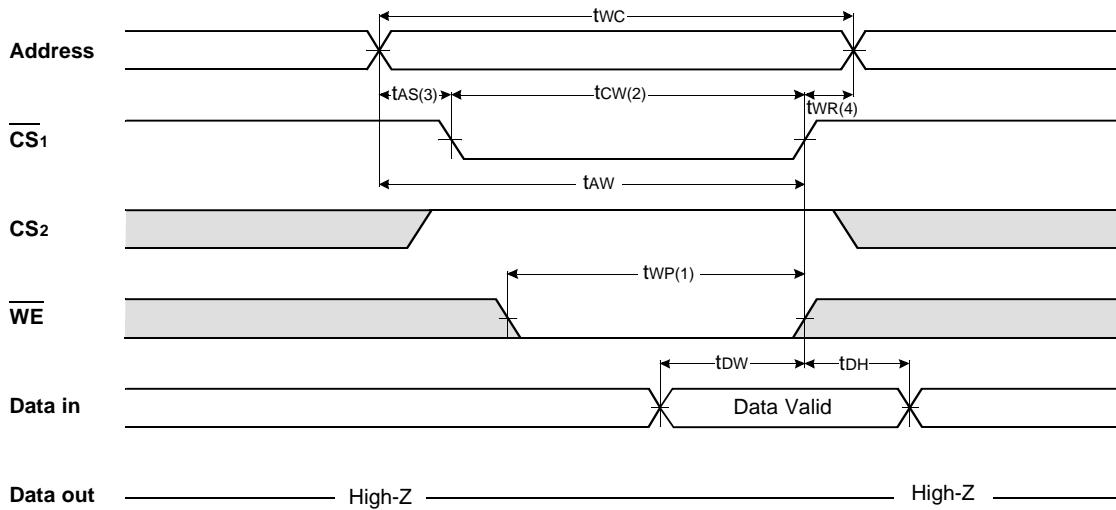 tWC
Address
tAS(3)
tCW(2)
tWR(4)
CS1
tAW
CS2
tWP(1)
WE
tDW
tDH
Data in
Data Valid
Data out
High-Z
High-Z